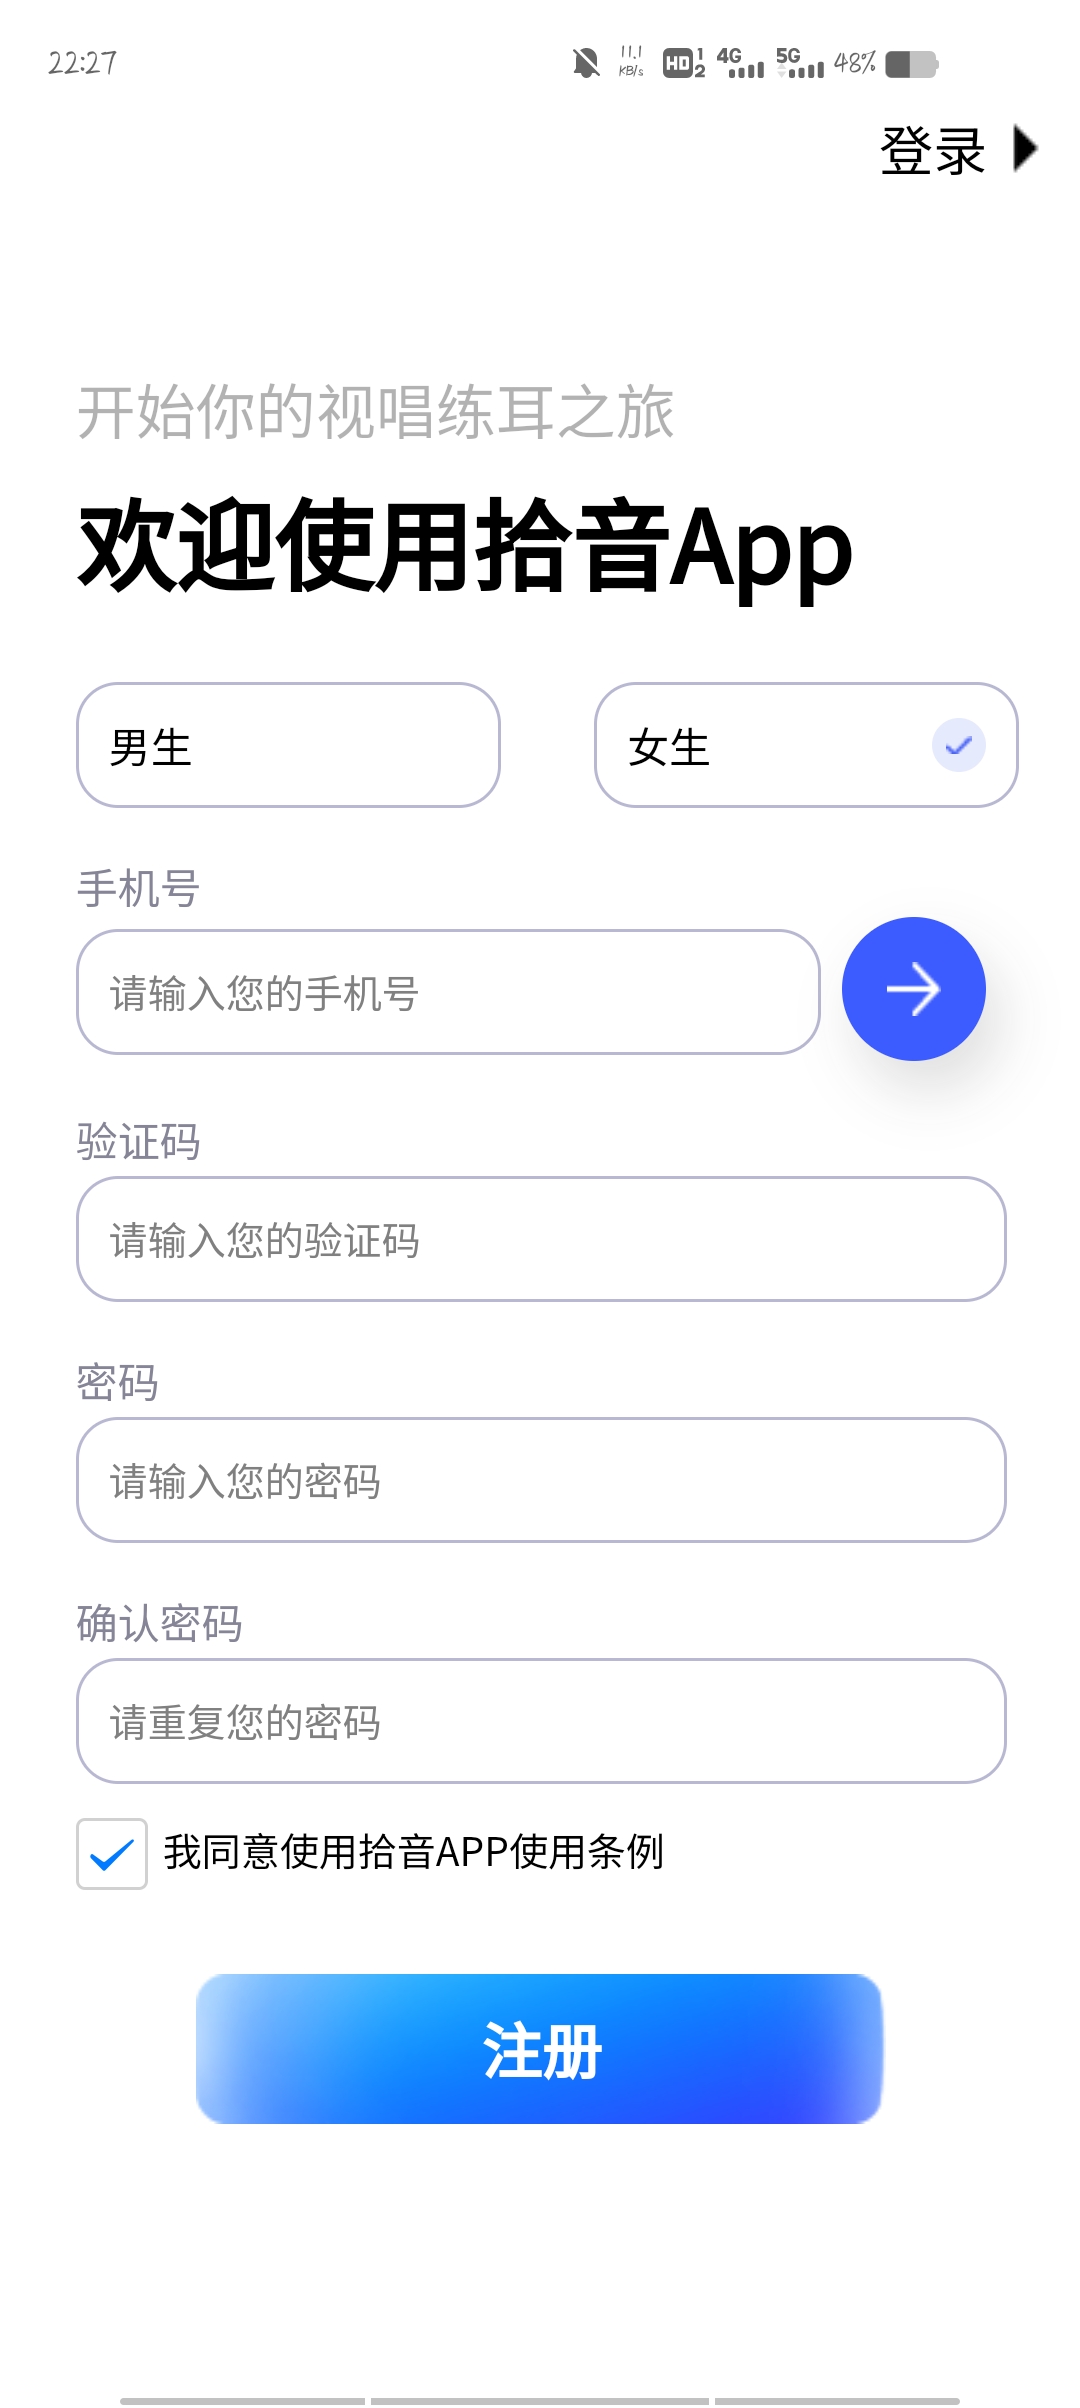 22:27
11.1
KB/s
HD 1 2
4G
5G
48%
登录
开始你的视唱练耳之旅
欢迎使用拾音App
男生
女生
手机号
请输入您的手机号
验证码
请输入您的验证码
密码
请输入您的密码
确认密码
请重复您的密码
我同意使用拾音APP使用条例
注册